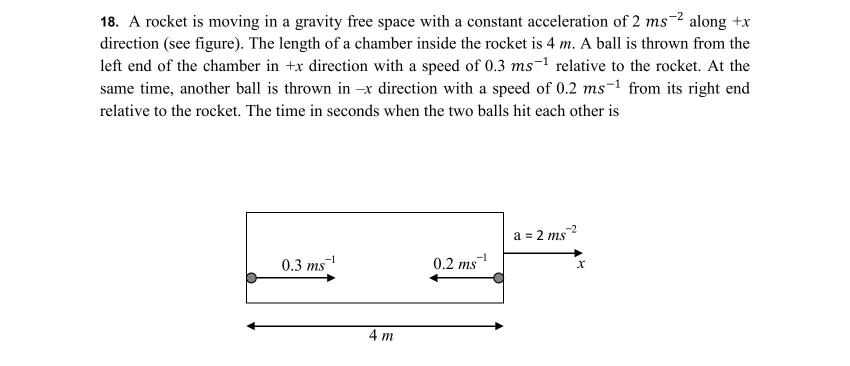 18. A rocket is moving in a gravity free space with a constant acceleration of 2 ms⁻² along +x
direction (see figure). The length of a chamber inside the rocket is 4 m. A ball is thrown from the
left end of the chamber in +x direction with a speed of 0.3 ms⁻¹ relative to the rocket. At the
same time, another ball is thrown in –x direction with a speed of 0.2 ms⁻¹ from its right end
relative to the rocket. The time in seconds when the two balls hit each other is
a = 2 ms⁻²
0.3 ms⁻¹
0.2 ms⁻¹
x
4 m